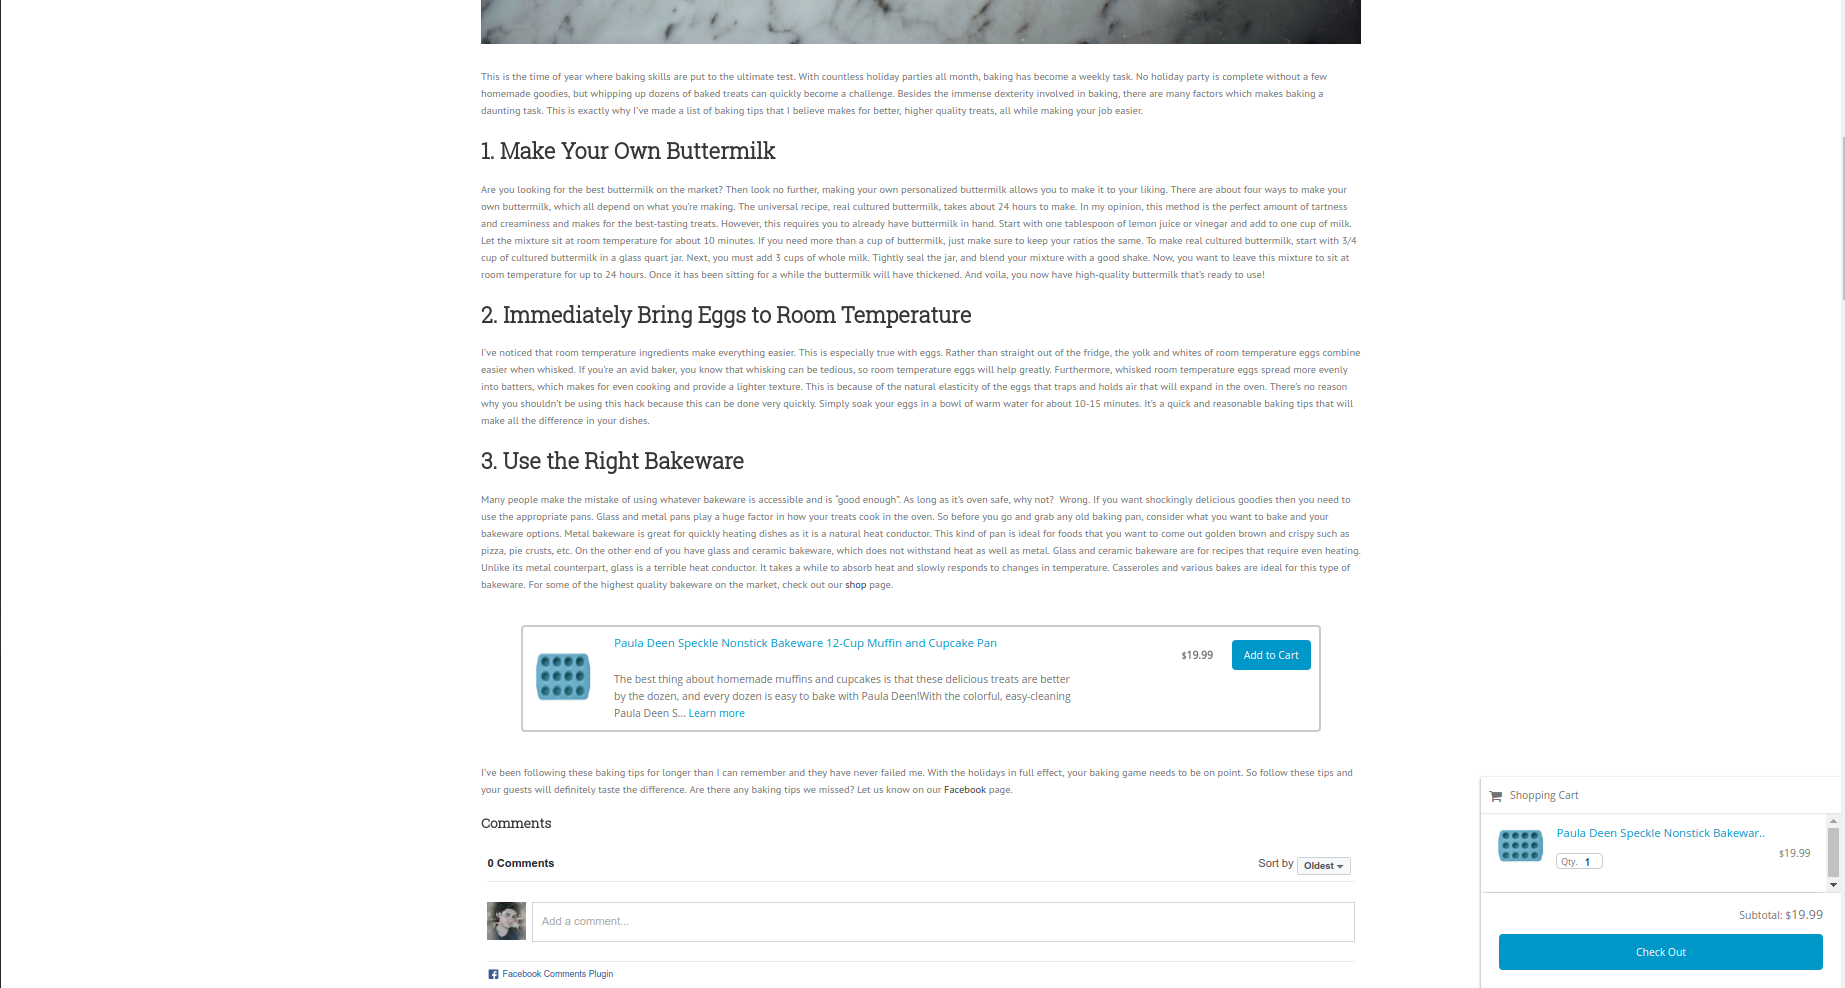 This is the time of year where baking skills are put to the ultimate test. With countless holiday parties all month, baking has become a weekly task. No holiday party is complete without a few
homemade goodies, but whipping up dozens of baked treats can quickly become a challenge. Besides the immense dexterity involved in baking, there are many factors which makes baking a
daunting task. This is exactly why I've made a list of baking tips that I believe makes for better, higher quality treats, all while making your job easier.
1. Make Your Own Buttermilk
Are you looking for the best buttermilk on the market? Then look no further, making your own personalized buttermilk allows you to make it to your liking. There are about four ways to make your
own buttermilk, which all depend on what you're making. The universal recipe, real cultured buttermilk, takes about 24 hours to make. In my opinion, this method is the perfect amount of tartness
and creaminess and makes for the best-tasting treats. However, this requires you to already have buttermilk in hand. Start with one tablespoon of lemon juice or vinegar and add to one cup of milk.
Let the mixture sit at room temperature for about 10 minutes. If you need more than a cup of buttermilk, just make sure to keep your ratios the same. To make real cultured buttermilk, start with 3/4
cup of cultured buttermilk in a glass quart jar. Next, you must add 3 cups of whole milk. Tightly seal the jar, and blend your mixture with a good shake. Now, you want to leave this mixture to sit at
room temperature for up to 24 hours. Once it has been sitting for a while the buttermilk will have thickened. And voila, you now have high-quality buttermilk that's ready to use!
2. Immediately Bring Eggs to Room Temperature
I've noticed that room temperature ingredients make everything easier. This is especially true with eggs. Rather than straight out of the fridge, the yolk and whites of room temperature eggs combine
easier when whisked. If you're an avid baker, you know that whisking can be tedious, so room temperature eggs will help greatly. Furthermore, whisked room temperature eggs spread more evenly
into batters, which makes for even cooking and provide a lighter texture. This is because of the natural elasticity of the eggs that traps and holds air that will expand in the oven. There's no reason
why you shouldn't be using this hack because this can be done very quickly. Simply soak your eggs in a bowl of warm water for about 10-15 minutes. It's a quick and reasonable baking tips that will
make all the difference in your dishes.
3. Use the Right Bakeware
Many people make the mistake of using whatever bakeware is accessible and is "good enough". As long as it's oven safe, why not? Wrong. If you want shockingly delicious goodies then you need to
use the appropriate pans. Glass and metal pans play a huge factor in how your treats cook in the oven. So before you go and grab any old baking pan, consider what you want to bake and your
bakeware options. Metal bakeware is great for quickly heating dishes as it is a natural heat conductor. This kind of pan is ideal for foods that you want to come out golden brown and crispy such as
pizza, pie crusts, etc. On the other end of you have glass and ceramic bakeware, which does not withstand heat as well as metal. Glass and ceramic bakeware are for recipes that require even heating.
Unlike its metal counterpart, glass is a terrible heat conductor. It takes a while to absorb heat and slowly responds to changes in temperature. Casseroles and various bakes are ideal for this type of
bakeware. For some of the highest quality bakeware on the market, check out our shop page.
Paula Deen Speckle Nonstick Bakeware 12-Cup Muffin and Cupcake Pan
$19.99
Add to Cart
The best thing about homemade muffins and cupcakes is that these delicious treats are better
by the dozen, and every dozen is easy to bake with Paula Deen!With the colorful, easy-cleaning
Paula Deen S... Learn more
I've been following these baking tips for longer than I can remember and they have never failed me. With the holidays in full effect, your baking game needs to be on point. So follow these tips and
your guests will definitely taste the difference. Are there any baking tips we missed? Let us know on our Facebook page.
Comments
0 Comments
Sort by Oldest
Add a comment...
Facebook Comments Plugin
Shopping Cart
Paula Deen Speckle Nonstick Bakewar..
Qty. 1
$19.99
Subtotal: $19.99
Check Out